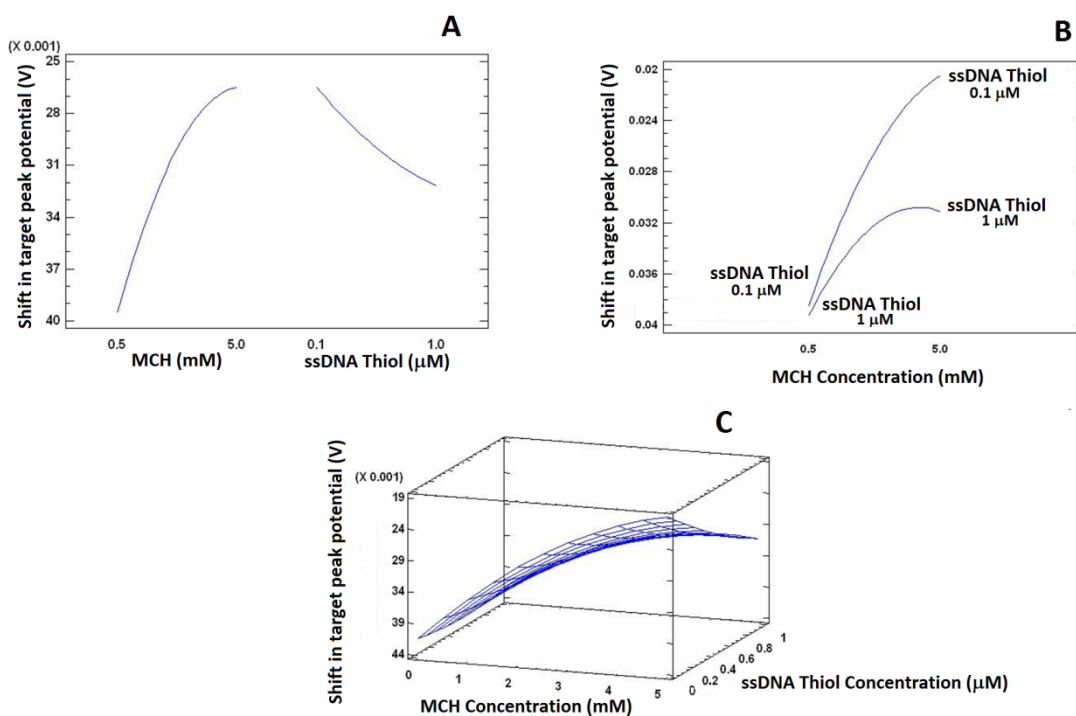 A
(X 0.001)
Shift in target peak potential (V)
25
28
31
34
37
40
0.5
5.0
0.1
1.0
MCH (mM)
ssDNA Thiol (μM)
B
Shift in target peak potential (V)
0.02
0.024
0.028
0.032
0.036
0.04
ssDNA Thiol
0.1 μM
ssDNA Thiol
1 μM
ssDNA Thiol
0.1 μM
ssDNA Thiol
1 μM
0.5
5.0
MCH Concentration (mM)
C
Shift in target peak potential (V)
(X 0.001)
19
24
29
34
39
44
0
1
2
3
4
5
MCH Concentration (mM)
0
0.2
0.4
0.6
0.8
1
ssDNA Thiol Concentration (μM)